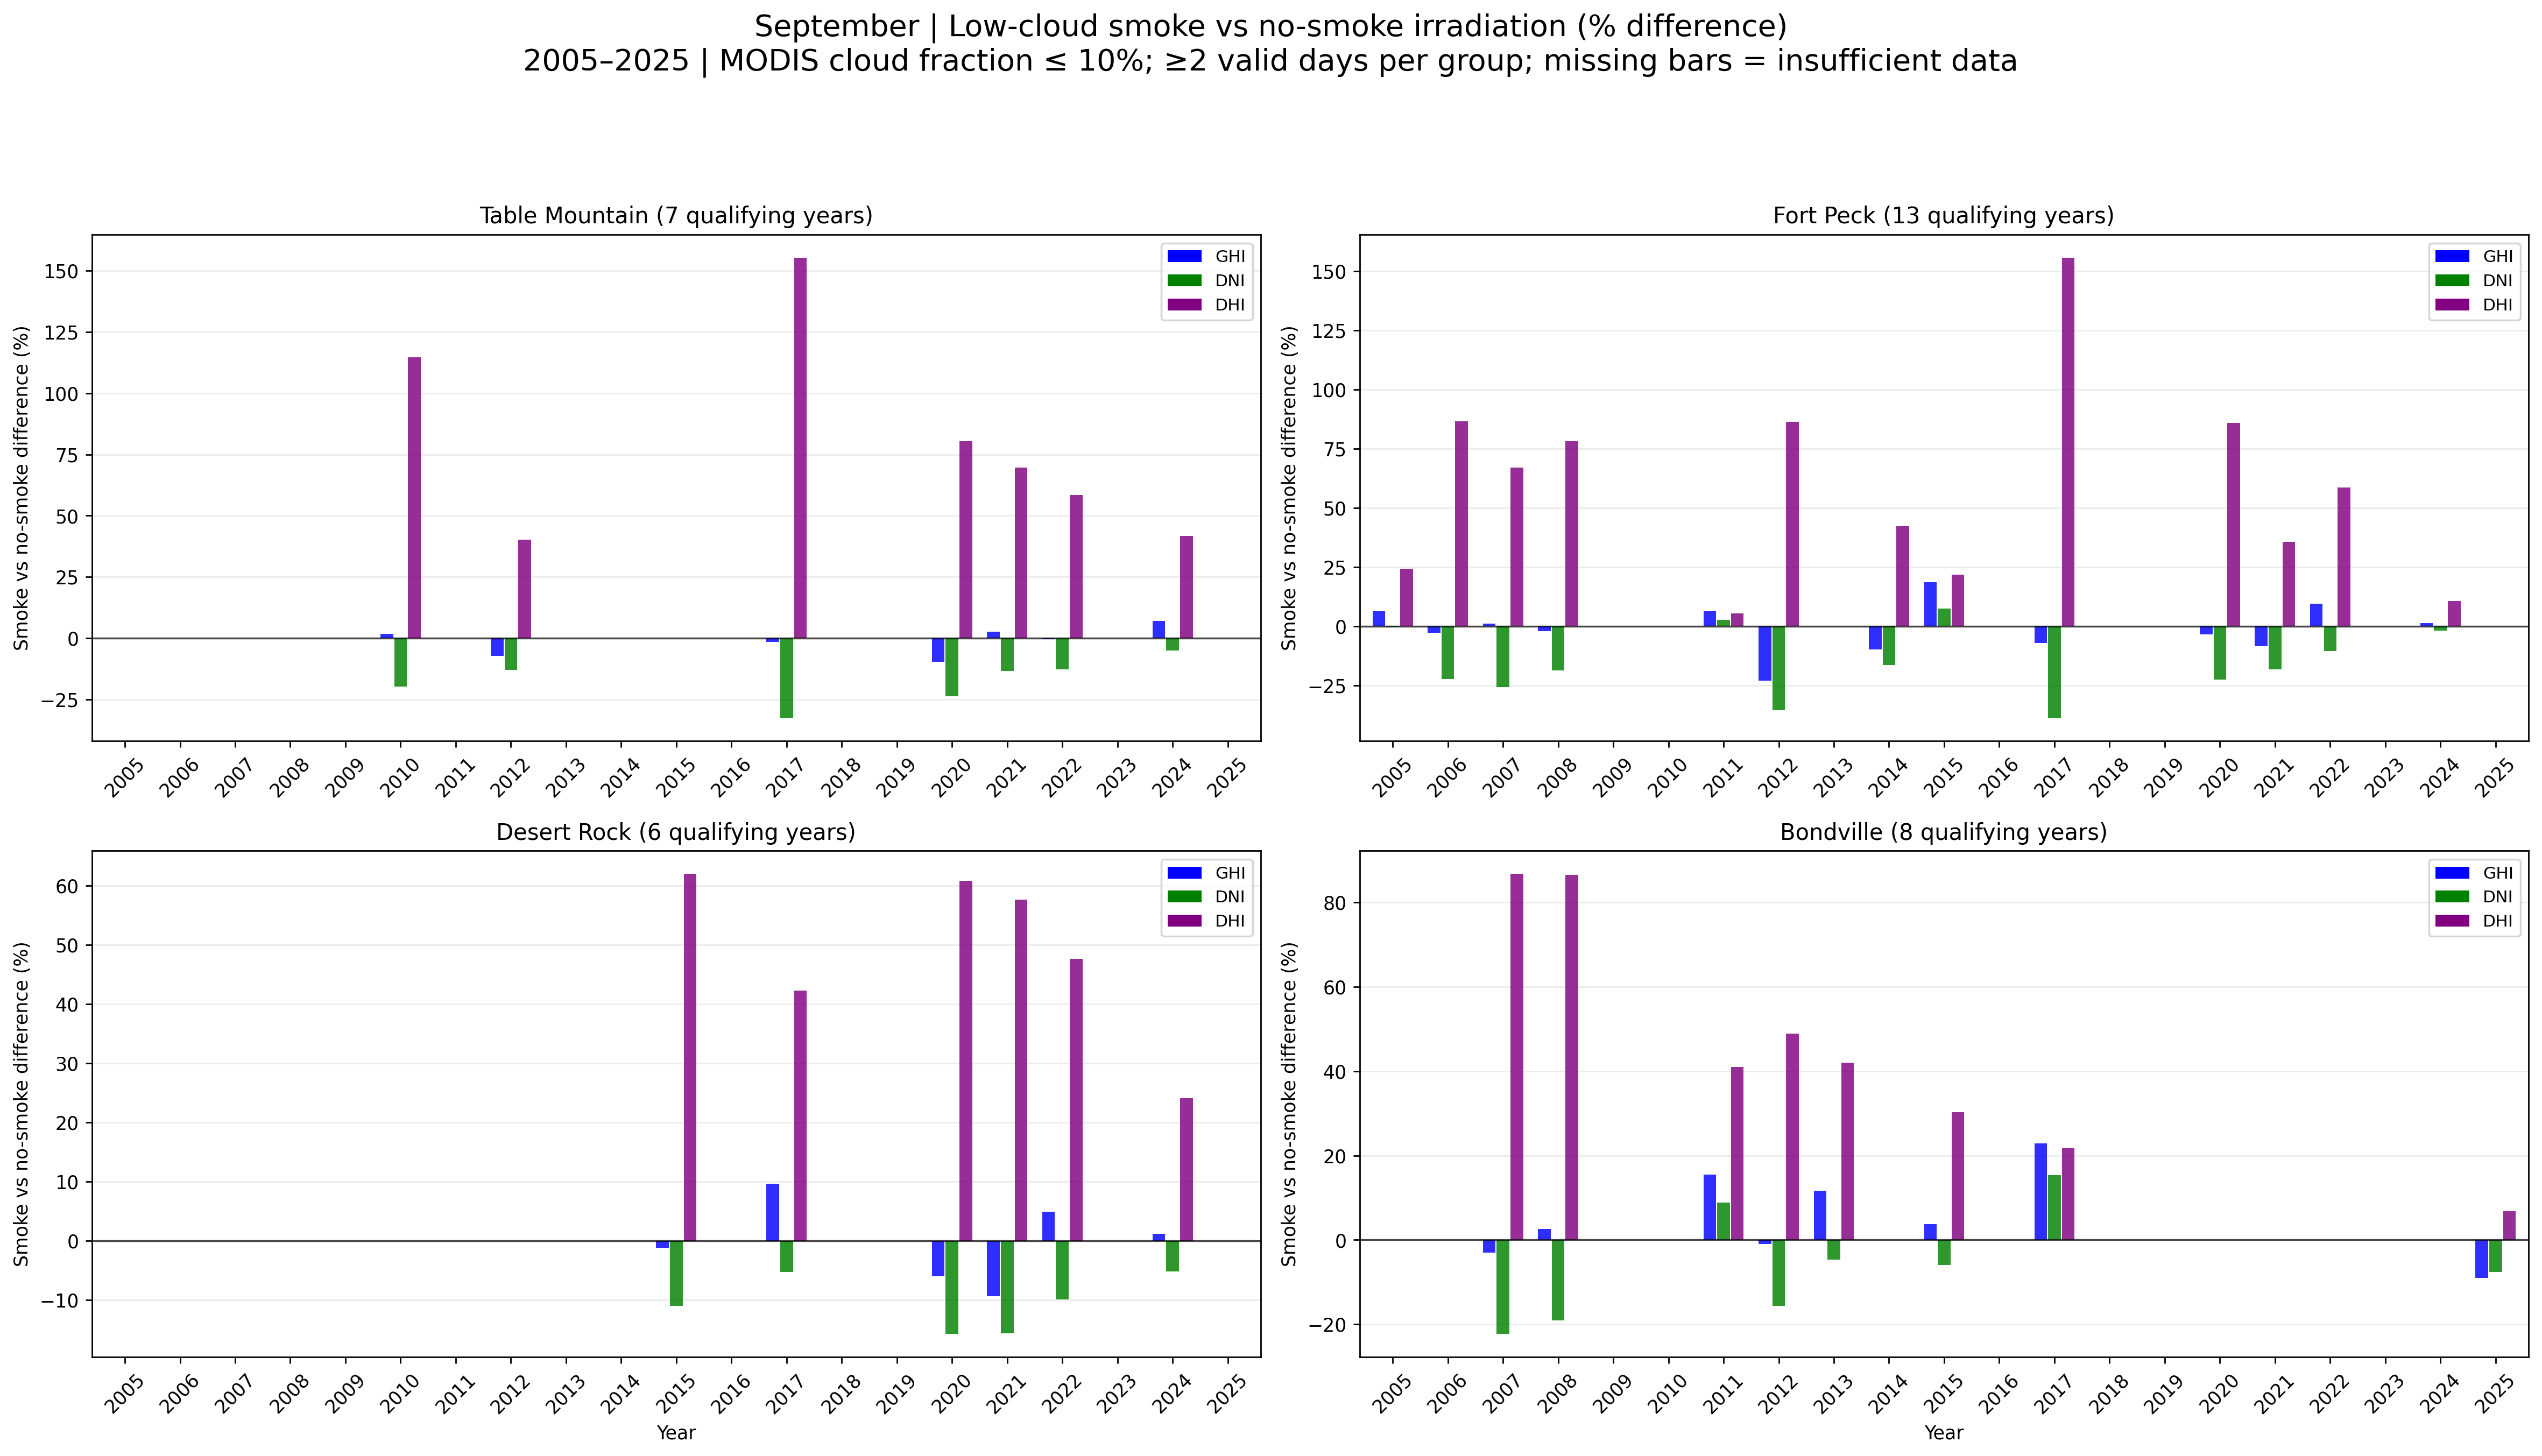 September | Low-cloud smoke vs no-smoke irradiation (% difference)
2005–2025 | MODIS cloud fraction ≤ 10%; ≥2 valid days per group; missing bars = insufficient data
Table Mountain (7 qualifying years)
Smoke vs no-smoke difference (%)
150
125
100
75
50
25
0
−25
GHI
DNI
DHI
2005 2006 2007 2008 2009 2010 2011 2012 2013 2014 2015 2016 2017 2018 2019 2020 2021 2022 2023 2024 2025
Fort Peck (13 qualifying years)
Smoke vs no-smoke difference (%)
150
125
100
75
50
25
0
−25
GHI
DNI
DHI
2005 2006 2007 2008 2009 2010 2011 2012 2013 2014 2015 2016 2017 2018 2019 2020 2021 2022 2023 2024 2025
Desert Rock (6 qualifying years)
Smoke vs no-smoke difference (%)
60
50
40
30
20
10
0
−10
GHI
DNI
DHI
2005 2006 2007 2008 2009 2010 2011 2012 2013 2014 2015 2016 2017 2018 2019 2020 2021 2022 2023 2024 2025
Year
Bondville (8 qualifying years)
Smoke vs no-smoke difference (%)
80
60
40
20
0
−20
GHI
DNI
DHI
2005 2006 2007 2008 2009 2010 2011 2012 2013 2014 2015 2016 2017 2018 2019 2020 2021 2022 2023 2024 2025
Year